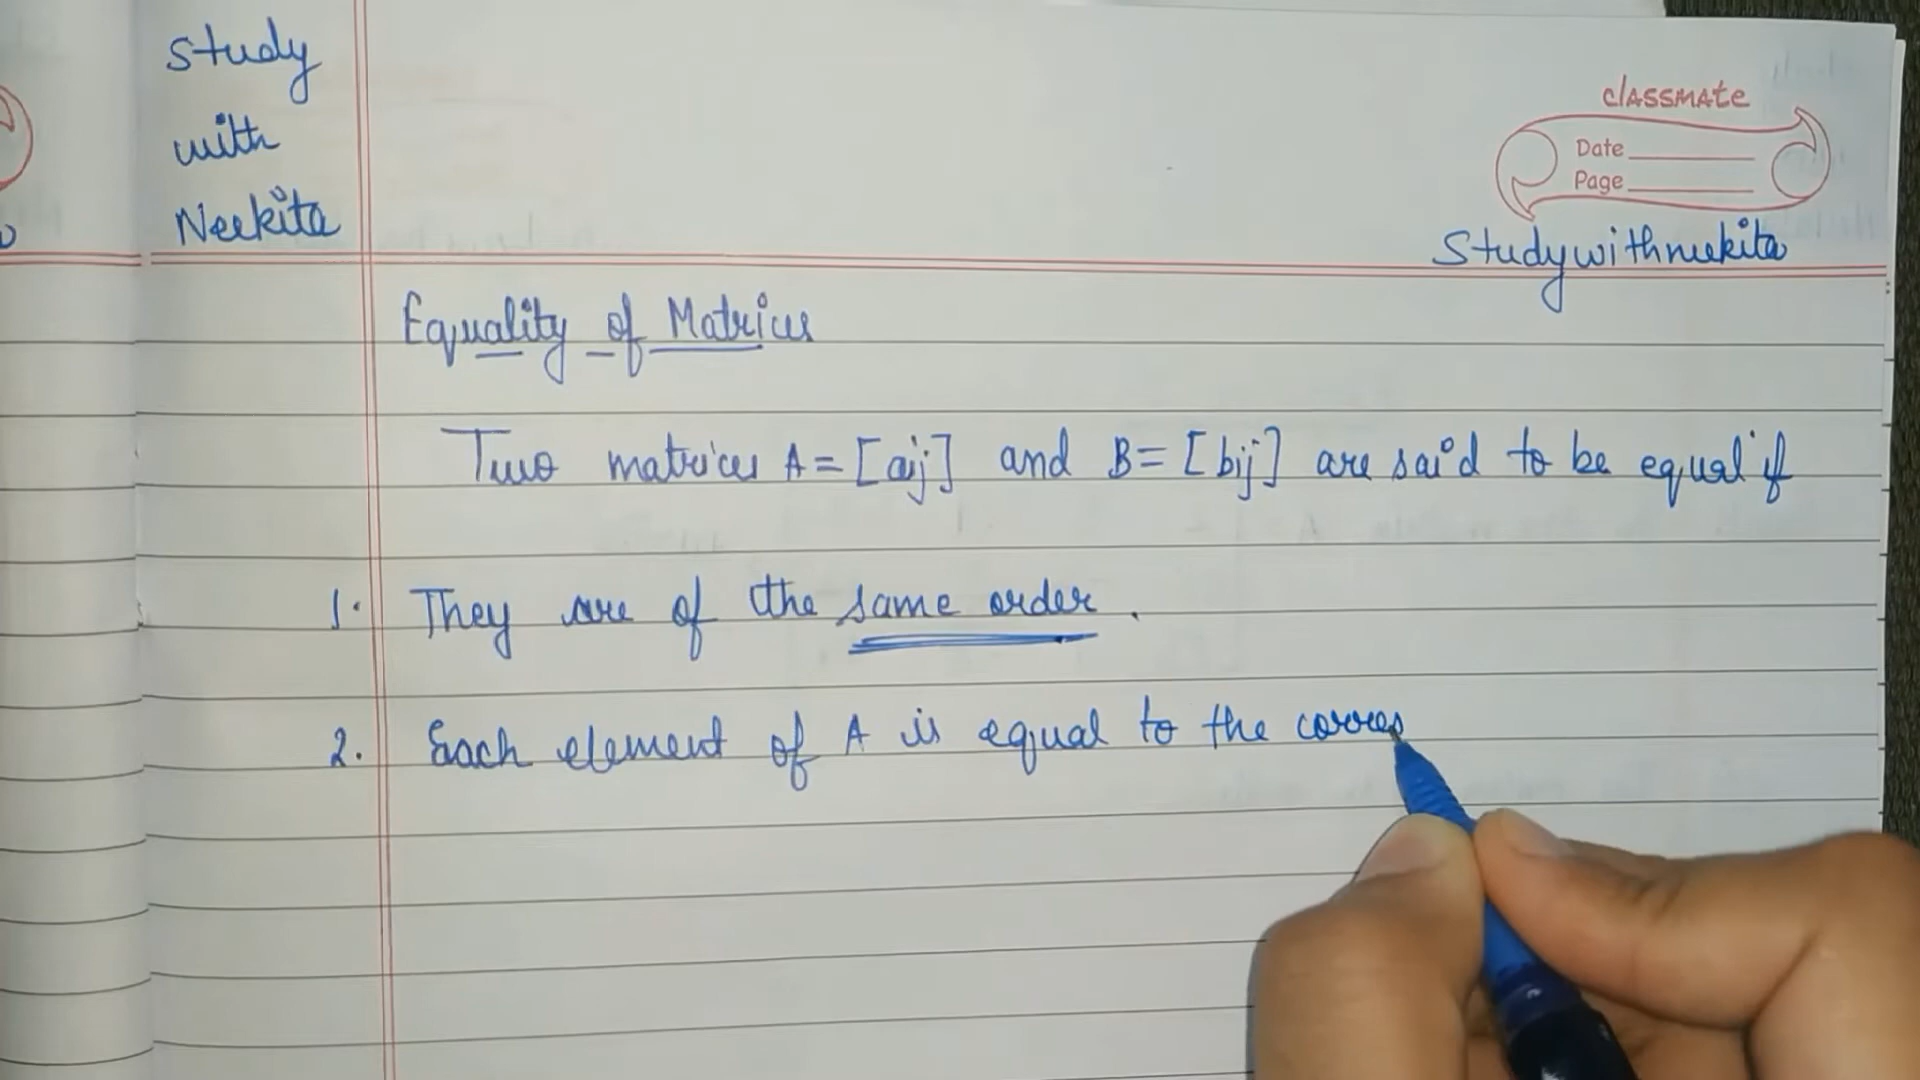 study
with
Neekita
classmate
Date
Page
Studywithneekita
Equality of Matrices
Two matrices A = [aij] and B = [bij] are said to be equal if
1. They are of the same order.
2. Each element of A is equal to the corres